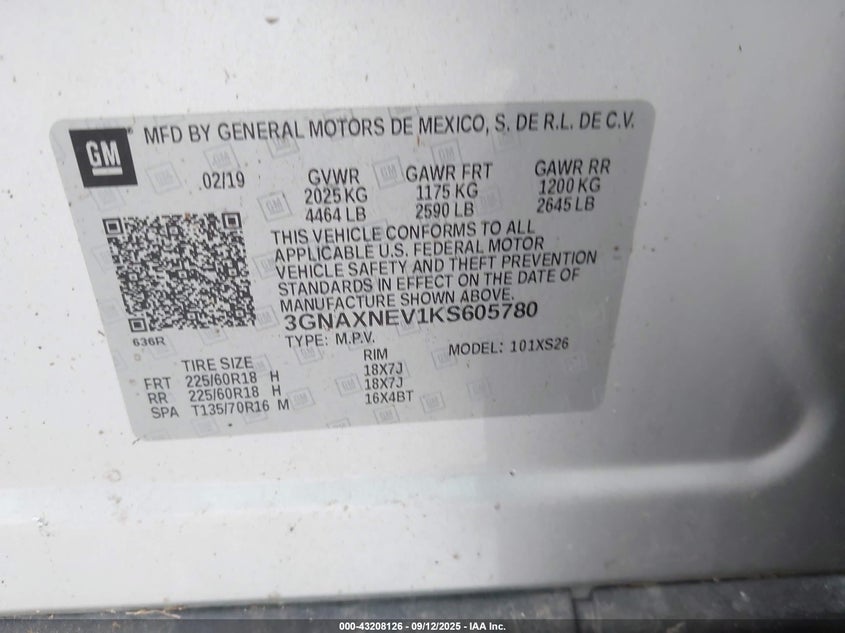 GM
MFD BY GENERAL MOTORS DE MEXICO, S. DE R.L. DE C.V.
02/19 GVWR GAWR FRT GAWR RR
2025 KG 1175 KG 1200 KG
4464 LB 2590 LB 2645 LB
THIS VEHICLE CONFORMS TO ALL
APPLICABLE U.S. FEDERAL MOTOR
VEHICLE SAFETY AND THEFT PREVENTION
STANDARDS IN EFFECT ON THE DATE OF
MANUFACTURE SHOWN ABOVE.
3GNAXNEV1KS605780
636R
TYPE: M.P.V. MODEL: 101XS26
TIRE SIZE RIM
FRT 225/60R18 H 18X7J
RR 225/60R18 H 18X7J
SPA T135/70R16 M 16X4BT
000-43208126 - 09/12/2025 - IAA Inc.